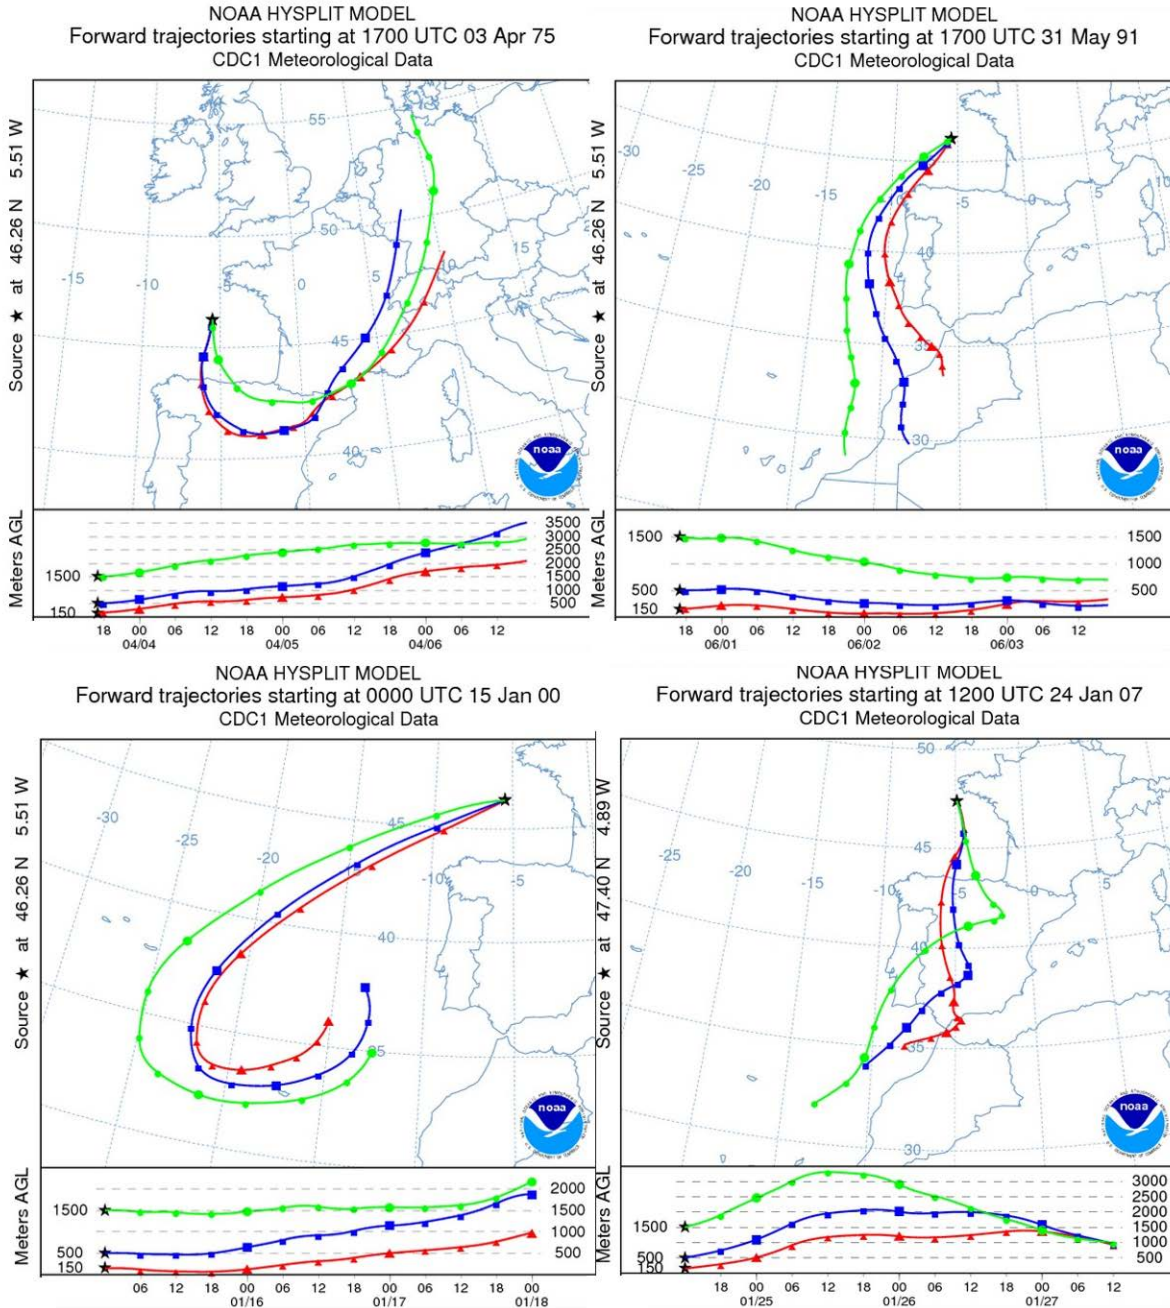 NOAA HYSPLIT MODEL
Forward trajectories starting at 1700 UTC 03 Apr 75
CDC1 Meteorological Data
Source ★ at 46.26 N 5.51 W
55
50
-15
-10
-5
0
5
10
15
45
40
noaa
Meters AGL
3500
3000
2500
2000
1500
1000
500
1500
500
150
18 00 06 12 18 00 06 12 18 00 06 12
04/04 04/05 04/06
NOAA HYSPLIT MODEL
Forward trajectories starting at 1700 UTC 31 May 91
CDC1 Meteorological Data
Source ★ at 46.26 N 5.51 W
-30
-25
-20
-15
-10
-5
0
5
10
40
35
30
noaa
Meters AGL
1500
1000
500
1500
500
150
18 00 06 12 18 00 06 12 18 00 06 12
06/01 06/02 06/03
NOAA HYSPLIT MODEL
Forward trajectories starting at 0000 UTC 15 Jan 00
CDC1 Meteorological Data
Source ★ at 46.26 N 5.51 W
-30
-25
-20
-15
-10
-5
45
40
35
noaa
Meters AGL
2000
1500
1000
500
1500
500
150
06 12 18 00 06 12 18 00 06 12 18 00
01/16 01/17 01/18
NOAA HYSPLIT MODEL
Forward trajectories starting at 1200 UTC 24 Jan 07
CDC1 Meteorological Data
Source ★ at 47.40 N 4.89 W
50
-25
-20
-15
-10
-5
0
5
45
40
35
30
noaa
Meters AGL
3000
2500
2000
1500
1000
500
1500
500
150
18 00 06 12 18 00 06 12 18 00 06 12
01/25 01/26 01/27